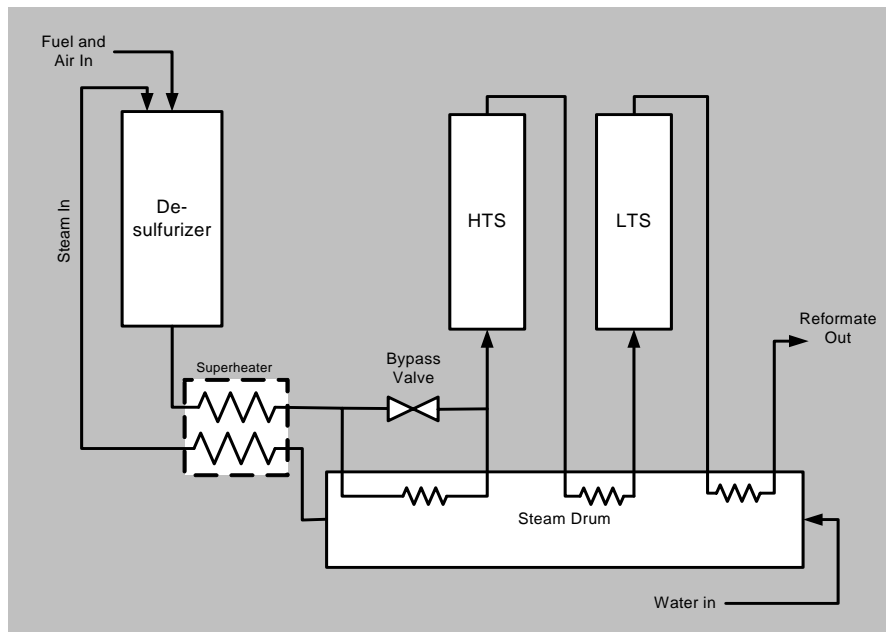 Fuel and
Air In
De-
sulfurizer
Steam In
HTS
LTS
Reformate
Out
Superheater
Bypass
Valve
Steam Drum
Water in